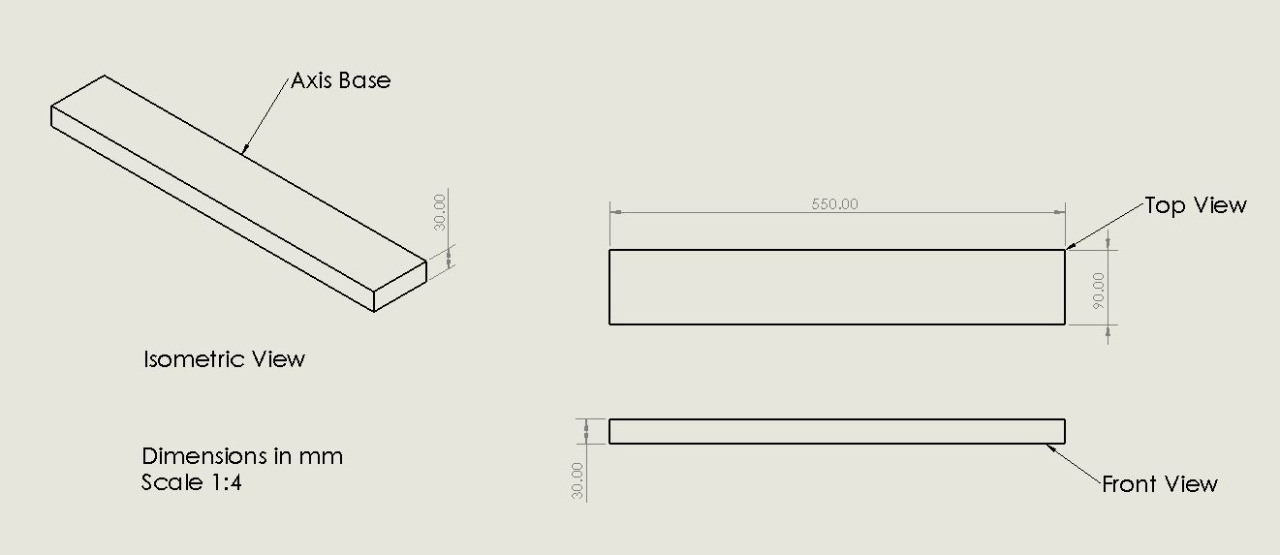 Axis Base
30.00
Isometric View
Dimensions in mm
Scale 1:4
550.00
Top View
90.00
30.00
Front View